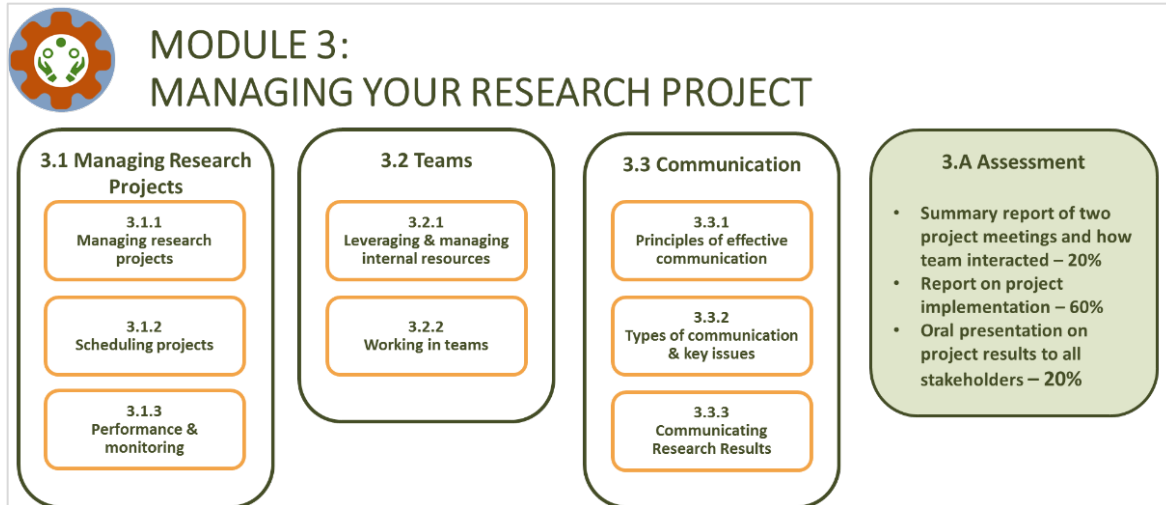 MODULE 3:
MANAGING YOUR RESEARCH PROJECT
3.1 Managing Research
Projects
3.1.1
Managing research
projects
3.1.2
Scheduling projects
3.1.3
Performance &
monitoring
3.2 Teams
3.2.1
Leveraging & managing
internal resources
3.2.2
Working in teams
3.3 Communication
3.3.1
Principles of effective
communication
3.3.2
Types of communication
& key issues
3.3.3
Communicating
Research Results
3.A Assessment
• Summary report of two
project meetings and how
team interacted – 20%
• Report on project
implementation – 60%
• Oral presentation on
project results to all
stakeholders – 20%